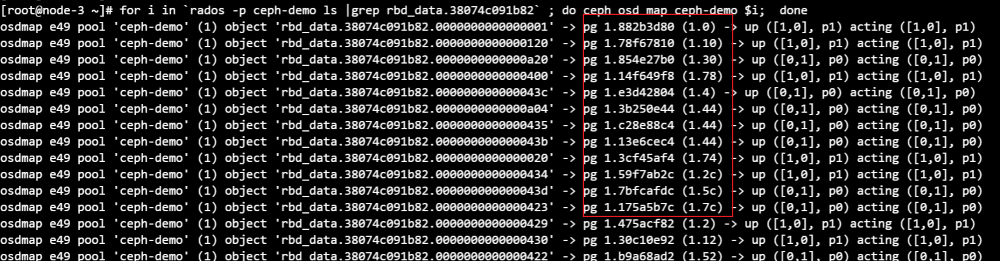 [root@node-3 ~]# for i in `rados -p ceph-demo ls |grep rbd_data.38074c091b82` ; do ceph osd map ceph-demo $i;  done
osdmap e49 pool 'ceph-demo' (1) object 'rbd_data.38074c091b82.0000000000000001' -> pg 1.882b3d80 (1.0) -> up ([1,0], p1) acting ([1,0], p1)
osdmap e49 pool 'ceph-demo' (1) object 'rbd_data.38074c091b82.0000000000000120' -> pg 1.78f67810 (1.10) -> up ([1,0], p1) acting ([1,0], p1)
osdmap e49 pool 'ceph-demo' (1) object 'rbd_data.38074c091b82.0000000000000a20' -> pg 1.854e27b0 (1.30) -> up ([0,1], p0) acting ([0,1], p0)
osdmap e49 pool 'ceph-demo' (1) object 'rbd_data.38074c091b82.0000000000000400' -> pg 1.14f649f8 (1.78) -> up ([1,0], p1) acting ([1,0], p1)
osdmap e49 pool 'ceph-demo' (1) object 'rbd_data.38074c091b82.000000000000043c' -> pg 1.e3d42804 (1.4) -> up ([0,1], p0) acting ([0,1], p0)
osdmap e49 pool 'ceph-demo' (1) object 'rbd_data.38074c091b82.0000000000000a04' -> pg 1.3b250e44 (1.44) -> up ([0,1], p0) acting ([0,1], p0)
osdmap e49 pool 'ceph-demo' (1) object 'rbd_data.38074c091b82.0000000000000435' -> pg 1.c28e88c4 (1.44) -> up ([0,1], p0) acting ([0,1], p0)
osdmap e49 pool 'ceph-demo' (1) object 'rbd_data.38074c091b82.000000000000043b' -> pg 1.13e6cec4 (1.44) -> up ([0,1], p0) acting ([0,1], p0)
osdmap e49 pool 'ceph-demo' (1) object 'rbd_data.38074c091b82.0000000000000020' -> pg 1.3cf45af4 (1.74) -> up ([1,0], p1) acting ([1,0], p1)
osdmap e49 pool 'ceph-demo' (1) object 'rbd_data.38074c091b82.0000000000000434' -> pg 1.59f7ab2c (1.2c) -> up ([1,0], p1) acting ([1,0], p1)
osdmap e49 pool 'ceph-demo' (1) object 'rbd_data.38074c091b82.000000000000043d' -> pg 1.7bfcafdc (1.5c) -> up ([0,1], p0) acting ([0,1], p0)
osdmap e49 pool 'ceph-demo' (1) object 'rbd_data.38074c091b82.0000000000000423' -> pg 1.175a5b7c (1.7c) -> up ([0,1], p0) acting ([0,1], p0)
osdmap e49 pool 'ceph-demo' (1) object 'rbd_data.38074c091b82.0000000000000429' -> pg 1.475acf82 (1.2) -> up ([1,0], p1) acting ([1,0], p1)
osdmap e49 pool 'ceph-demo' (1) object 'rbd_data.38074c091b82.0000000000000430' -> pg 1.30c10e92 (1.12) -> up ([1,0], p1) acting ([1,0], p1)
osdmap e49 pool 'ceph-demo' (1) object 'rbd_data.38074c091b82.0000000000000422' -> pg 1.b9a68ad2 (1.52) -> up ([0,1], p0) acting ([0,1], p0)